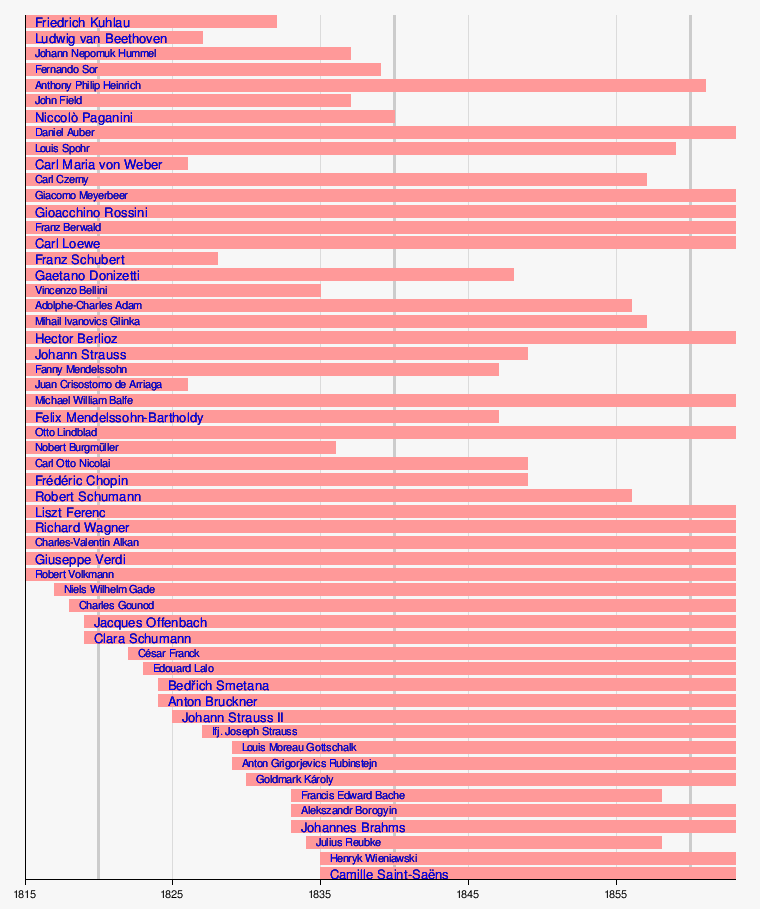 Friedrich Kuhlau
Ludwig van Beethoven
Johann Nepomuk Hummel
Fernando Sor
Anthony Philip Heinrich
John Field
Niccolò Paganini
Daniel Auber
Louis Spohr
Carl Maria von Weber
Carl Czerny
Giacomo Meyerbeer
Gioacchino Rossini
Franz Berwald
Carl Loewe
Franz Schubert
Gaetano Donizetti
Vincenzo Bellini
Adolphe-Charles Adam
Mihail Ivanovics Glinka
Hector Berlioz
Johann Strauss
Fanny Mendelssohn
Juan Crisostomo de Arriaga
Michael William Balfe
Felix Mendelssohn-Bartholdy
Otto Lindblad
Nobert Burgmüller
Carl Otto Nicolai
Frédéric Chopin
Robert Schumann
Liszt Ferenc
Richard Wagner
Charles-Valentin Alkan
Giuseppe Verdi
Robert Volkmann
Niels Wilhelm Gade
Charles Gounod
Jacques Offenbach
Clara Schumann
César Franck
Edouard Lalo
Bedřich Smetana
Anton Bruckner
Johann Strauss II
Ifj. Joseph Strauss
Louis Moreau Gottschalk
Anton Grigorjevics Rubinstejn
Goldmark Károly
Francis Edward Bache
Alekszandr Borogyin
Johannes Brahms
Julius Reubke
Henryk Wieniawski
Camille Saint-Saëns
1815 1825 1835 1845 1855